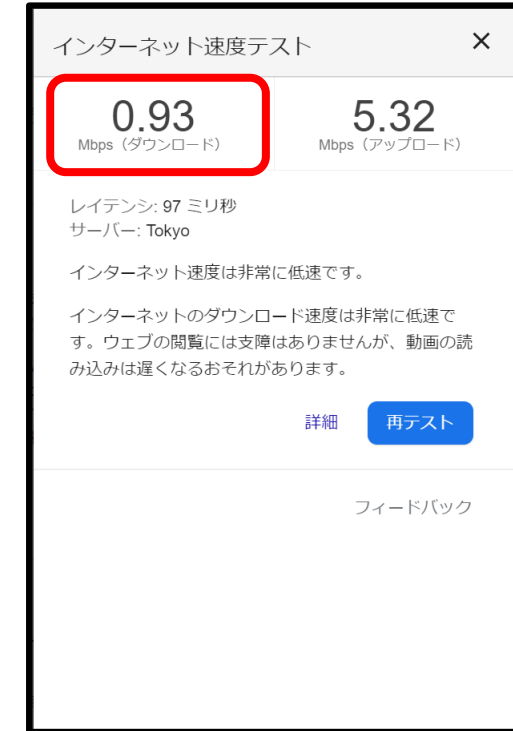 インターネット速度テスト ×
0.93 5.32
Mbps（ダウンロード） Mbps（アップロード）
レイテンシ: 97 ミリ秒
サーバー: Tokyo
インターネット速度は非常に低速です。
インターネットのダウンロード速度は非常に低速で
す。ウェブの閲覧には支障はありませんが、動画の読
み込みは遅くなるおそれがあります。
詳細 再テスト
フィードバック